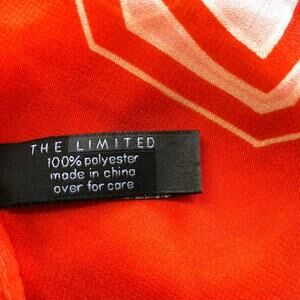 THE LIMITED
100% polyester
made in china
over for care